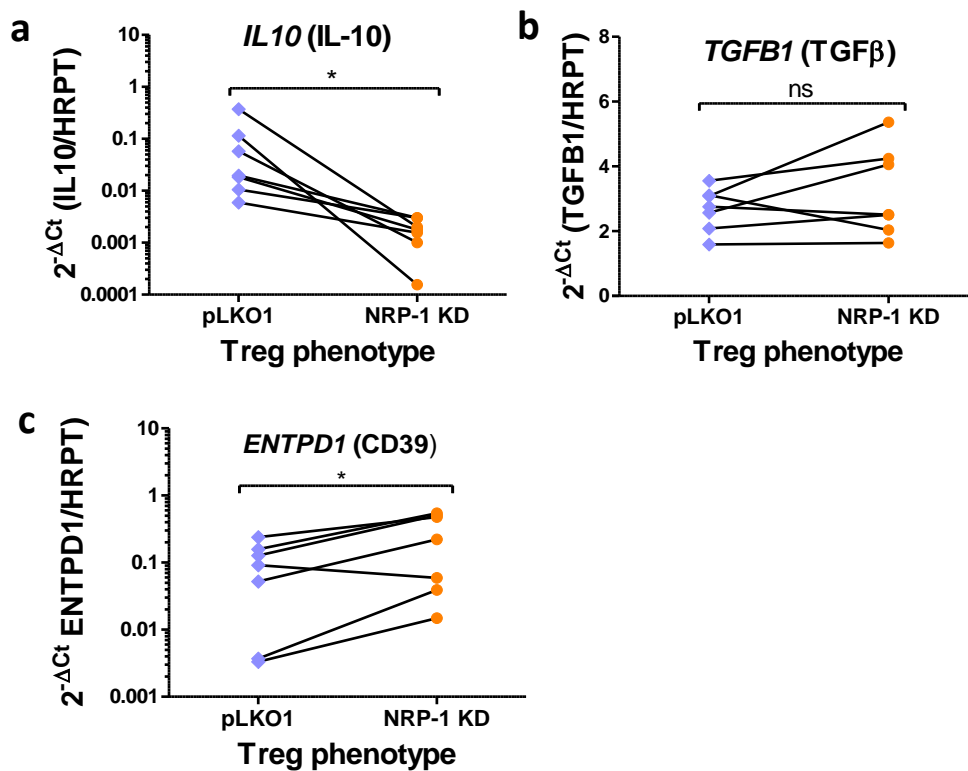 a
IL10 (IL-10)
*
10
1
0.1
0.01
0.001
0.0001
2-ΔCt (IL10/HRPT)
pLKO1 NRP-1 KD
Treg phenotype
b
TGFB1 (TGFβ)
ns
8
6
4
2
0
2-ΔCt (TGFB1/HRPT)
pLKO1 NRP-1 KD
Treg phenotype
c
ENTPD1 (CD39)
*
10
1
0.1
0.01
0.001
2-ΔCt ENTPD1/HRPT)
pLKO1 NRP-1 KD
Treg phenotype